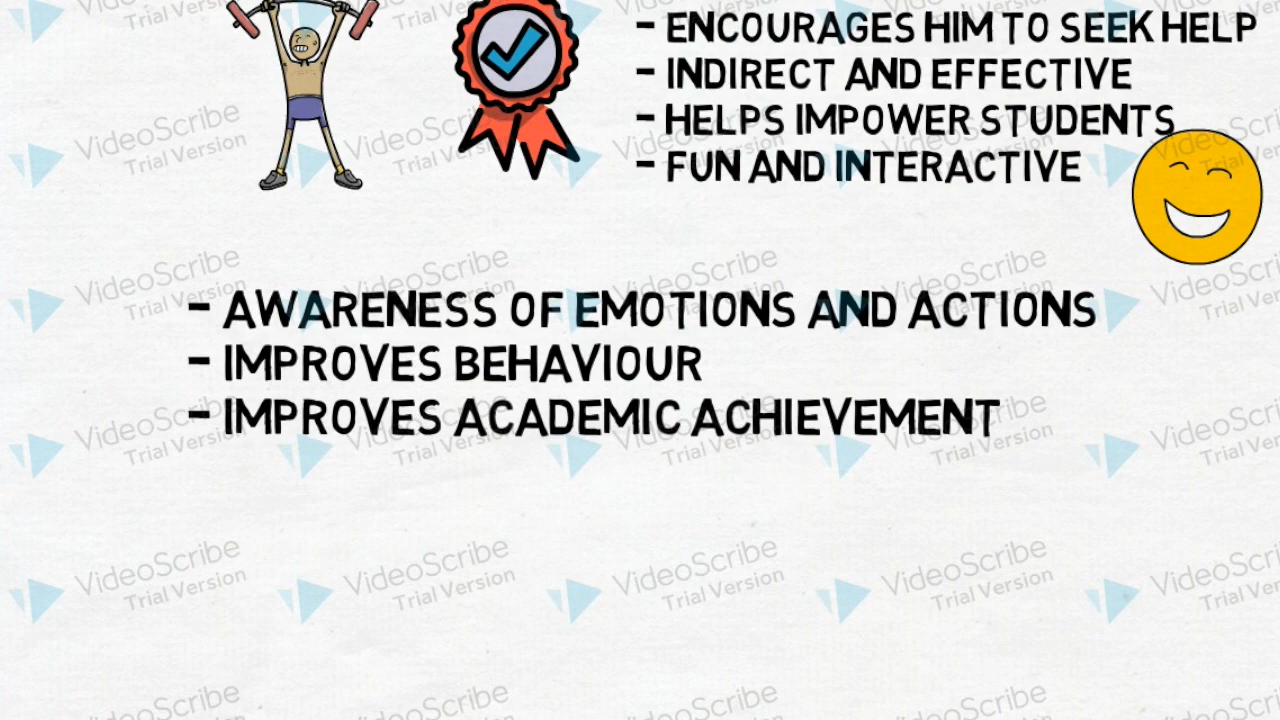 - ENCOURAGES HIM TO SEEK HELP
- INDIRECT AND EFFECTIVE
- HELPS IMPOWER STUDENTS
- FUN AND INTERACTIVE
- AWARENESS OF EMOTIONS AND ACTIONS
- IMPROVES BEHAVIOUR
- IMPROVES ACADEMIC ACHIEVEMENT
VideoScribe
Trial Version